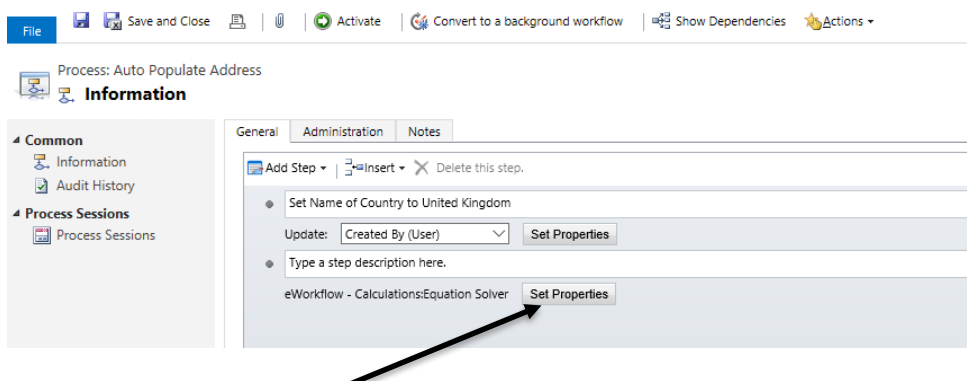 File Save and Close Activate Convert to a background workflow Show Dependencies Actions
Process: Auto Populate Address
Information
Common
Information
Audit History
Process Sessions
Process Sessions
General Administration Notes
Add Step Insert Delete this step.
Set Name of Country to United Kingdom
Update: Created By (User) Set Properties
Type a step description here.
eWorkflow - Calculations:Equation Solver Set Properties